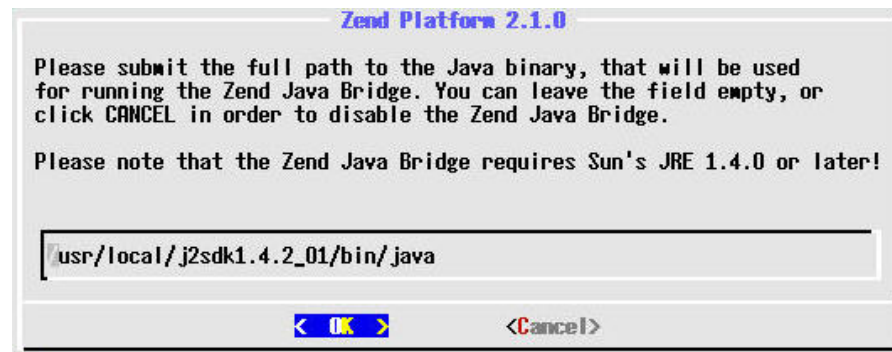 Zend Platform 2.1.0
Please submit the full path to the Java binary, that will be used
for running the Zend Java Bridge. You can leave the field empty, or
click CANCEL in order to disable the Zend Java Bridge.
Please note that the Zend Java Bridge requires Sun's JRE 1.4.0 or later!
/usr/local/j2sdk1.4.2_01/bin/java
< OK > <Cancel>